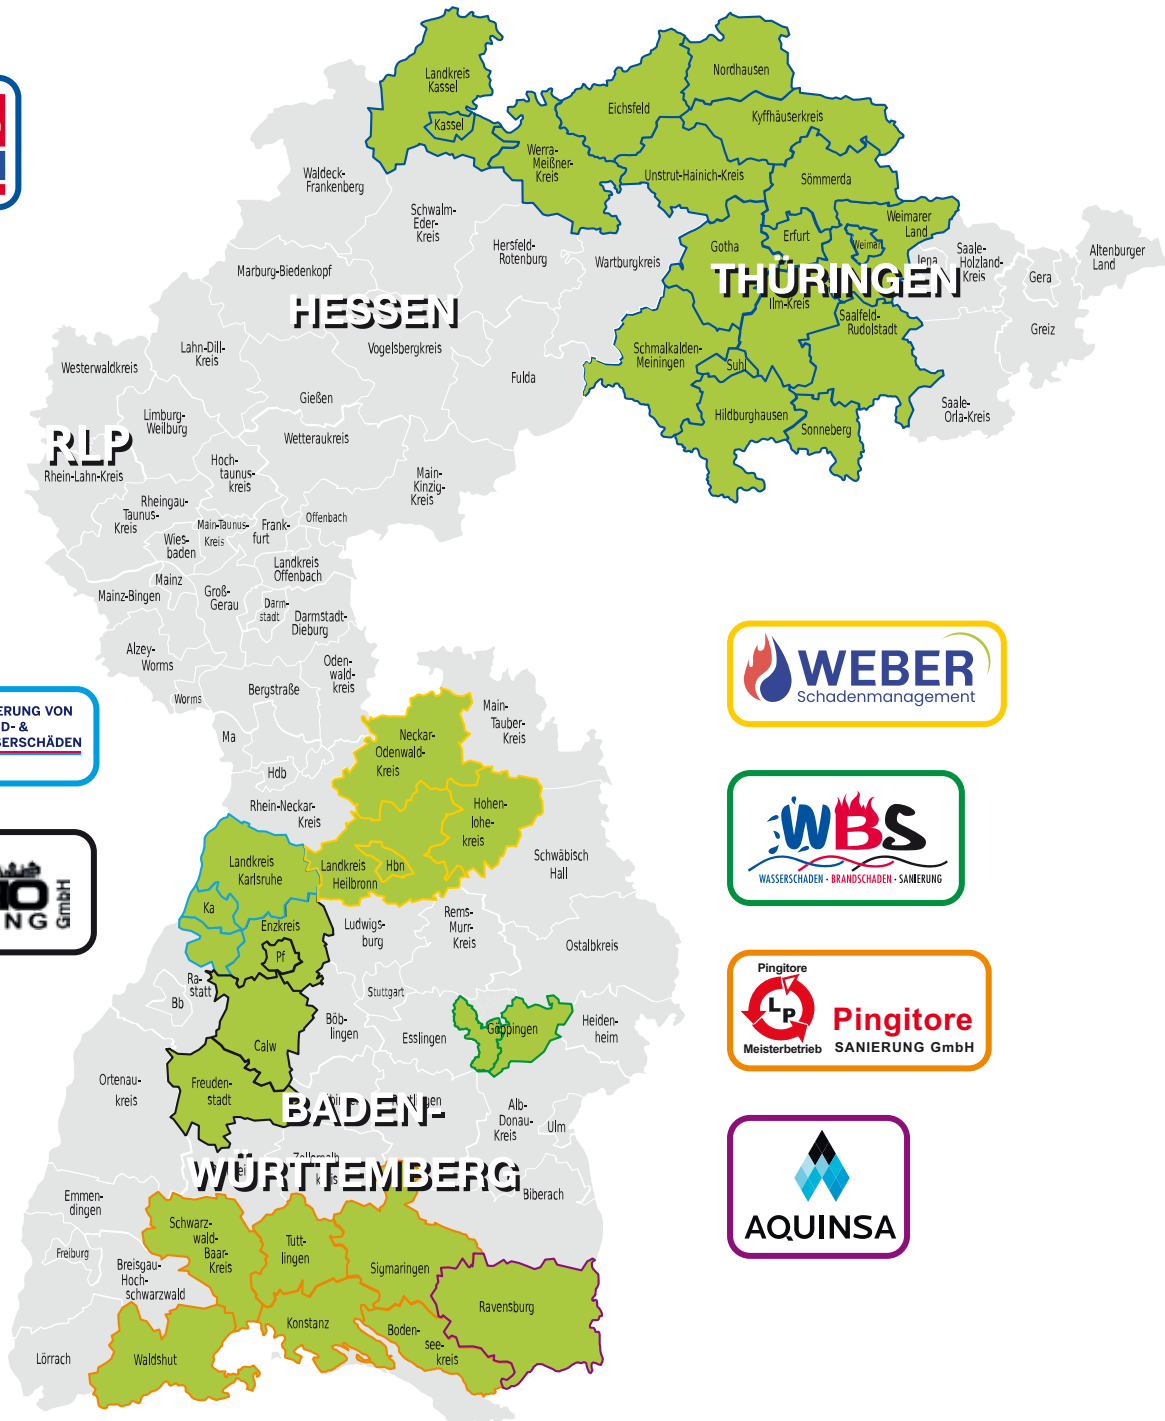 Landkreis
Kassel
Kassel
Nordhausen
Eichsfeld
Kyffhäuserkreis
Werra-
Meißner-
Kreis
Unstrut-Hainich-Kreis
Sömmerda
Waldeck-
Frankenberg
Schwalm-
Eder-
Kreis
Hersfeld-
Rotenburg
Wartburgkreis
Gotha
Erfurt
Weimar
Weimarer
Land
Jena
Saale-
Holzland-
Kreis
Gera
Altenburger
Land
Greiz
THÜRINGEN
Ilm-Kreis
Saalfeld-
Rudolstadt
Marburg-Biedenkopf
HESSEN
Vogelsbergkreis
Lahn-Dill-
Kreis
Westerwaldkreis
Fulda
Schmalkalden-
Meiningen
Suhl
Hildburghausen
Sonneberg
Saale-
Orla-Kreis
Gießen
Limburg-
Weilburg
Wetteraukreis
RLP
Rhein-Lahn-Kreis
Hoch-
taunus-
kreis
Main-
Kinzig-
Kreis
Rheingau-
Taunus-
Kreis
Main-Taunus-
Kreis
Frank-
furt
Offenbach
Wies-
baden
Landkreis
Offenbach
Mainz
Mainz-Bingen
Groß-
Gerau
Darm-
stadt
Darmstadt-
Dieburg
Alzey-
Worms
Worms
Bergstraße
Oden-
wald-
kreis
Ma
Hdb
Rhein-Neckar-
Kreis
Main-
Tauber-
Kreis
Neckar-
Odenwald-
Kreis
Hohen-
lohe-
kreis
Landkreis
Heilbronn
Hbn
Schwäbisch
Hall
Landkreis
Karlsruhe
Ka
Enzkreis
Pf
Ludwigs-
burg
Rems-
Murr-
Kreis
Ostalbkreis
Ra-
statt
Bb
Stuttgart
Böb-
lingen
Esslingen
Göppingen
Heiden-
heim
Calw
Freuden-
stadt
Ortenau-
kreis
Alb-
Donau-
Kreis
Ulm
BADEN-
WÜRTTEMBERG
Biberach
Emmen-
dingen
Freiburg
Breisgau-
Hoch-
schwarzwald
Schwarz-
wald-
Baar-
Kreis
Tutt-
lingen
Sigmaringen
Ravensburg
Konstanz
Boden-
see-
kreis
Lörrach
Waldshut
ERUNG VON
D- &
SERSCHÄDEN
NG
GmbH
WEBER
Schadenmanagement
WBS
WASSERSCHADEN · BRANDSCHADEN · SANIERUNG
Pingitore
LP
Meisterbetrieb
Pingitore
SANIERUNG GmbH
AQUINSA